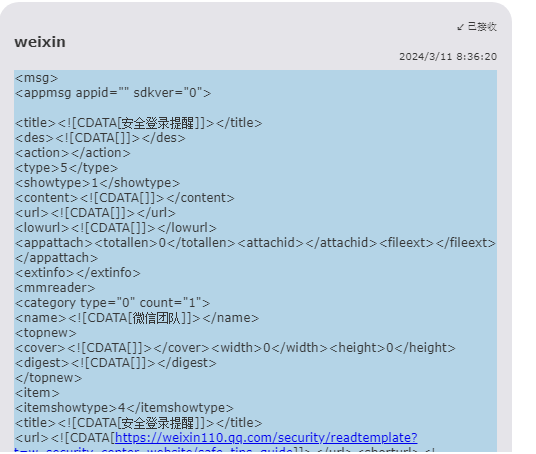 ↙ 已接收
weixin
2024/3/11 8:36:20
<msg>
<appmsg appid="" sdkver="0">
<title><![CDATA[安全登录提醒]]></title>
<des><![CDATA[]]></des>
<action></action>
<type>5</type>
<showtype>1</showtype>
<content><![CDATA[]]></content>
<url><![CDATA[]]></url>
<lowurl><![CDATA[]]></lowurl>
<appattach><totallen>0</totallen><attachid></attachid><fileext></fileext>
</appattach>
<extinfo></extinfo>
<mmreader>
<category type="0" count="1">
<name><![CDATA[微信团队]]></name>
<topnew>
<cover><![CDATA[]]></cover><width>0</width><height>0</height>
<digest><![CDATA[]]></digest>
</topnew>
<item>
<itemshowtype>4</itemshowtype>
<title><![CDATA[安全登录提醒]]></title>
<url><![CDATA[https://weixin110.qq.com/security/readtemplate?
t=w_security_center_website/safe_tips_guide]]></url><shorturl><!